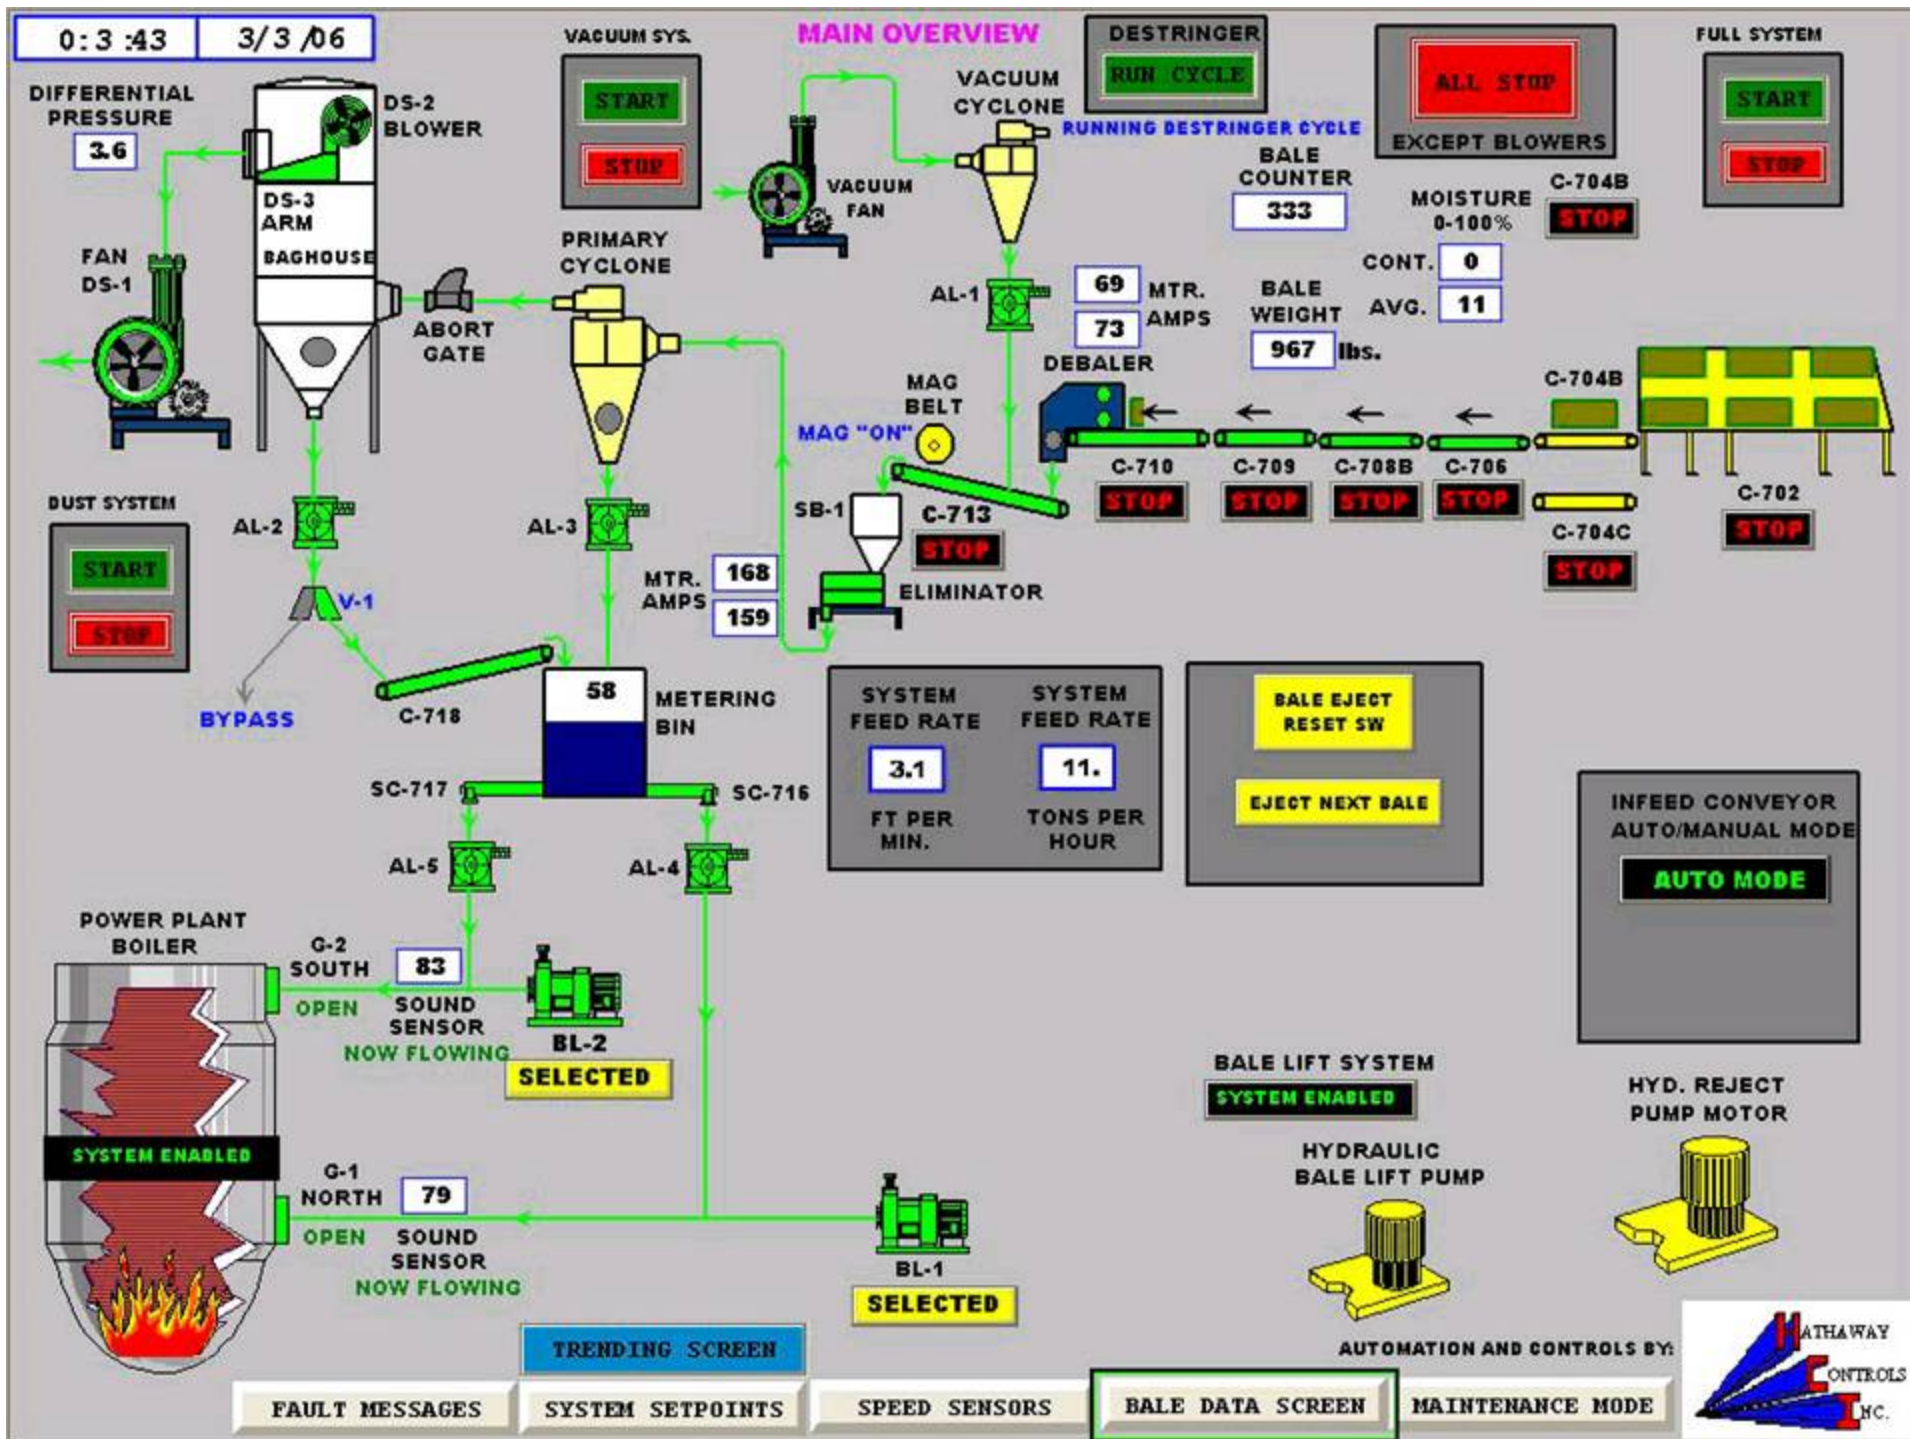 0:3:43
3/3/06
VACUUM SYS.
START
STOP
MAIN OVERVIEW
DESTRINGER
RUN CYCLE
RUNNING DESTRINGER CYCLE
ALL STOP
EXCEPT BLOWERS
FULL SYSTEM
START
STOP
DIFFERENTIAL
PRESSURE
3.6
DS-2
BLOWER
DS-3
ARM
BAGHOUSE
FAN
DS-1
ABORT
GATE
PRIMARY
CYCLONE
VACUUM
FAN
VACUUM
CYCLONE
AL-1
BALE
COUNTER
333
MOISTURE
0-100%
CONT.
0
AVG.
11
C-704B
STOP
69
73
MTR.
AMPS
DEBALER
BALE
WEIGHT
967
lbs.
MAG
BELT
MAG "ON"
C-710
STOP
C-709
STOP
C-708B
STOP
C-706
STOP
C-704B
C-704C
STOP
C-702
STOP
SB-1
C-713
STOP
ELIMINATOR
MTR.
AMPS
168
159
DUST SYSTEM
START
STOP
AL-2
AL-3
V-1
BYPASS
C-718
58
METERING
BIN
SC-717
SC-716
AL-5
AL-4
SYSTEM
FEED RATE
3.1
FT PER
MIN.
SYSTEM
FEED RATE
11.
TONS PER
HOUR
BALE EJECT
RESET SW
EJECT NEXT BALE
INFEED CONVEYOR
AUTO/MANUAL MODE
AUTO MODE
POWER PLANT
BOILER
G-2
SOUTH
OPEN
83
SOUND
SENSOR
NOW FLOWING
BL-2
SELECTED
SYSTEM ENABLED
G-1
NORTH
OPEN
79
SOUND
SENSOR
NOW FLOWING
BL-1
SELECTED
BALE LIFT SYSTEM
SYSTEM ENABLED
HYDRAULIC
BALE LIFT PUMP
HYD. REJECT
PUMP MOTOR
TRENDING SCREEN
AUTOMATION AND CONTROLS BY:
HATHAWAY
CONTROLS
INC.
FAULT MESSAGES
SYSTEM SETPOINTS
SPEED SENSORS
BALE DATA SCREEN
MAINTENANCE MODE